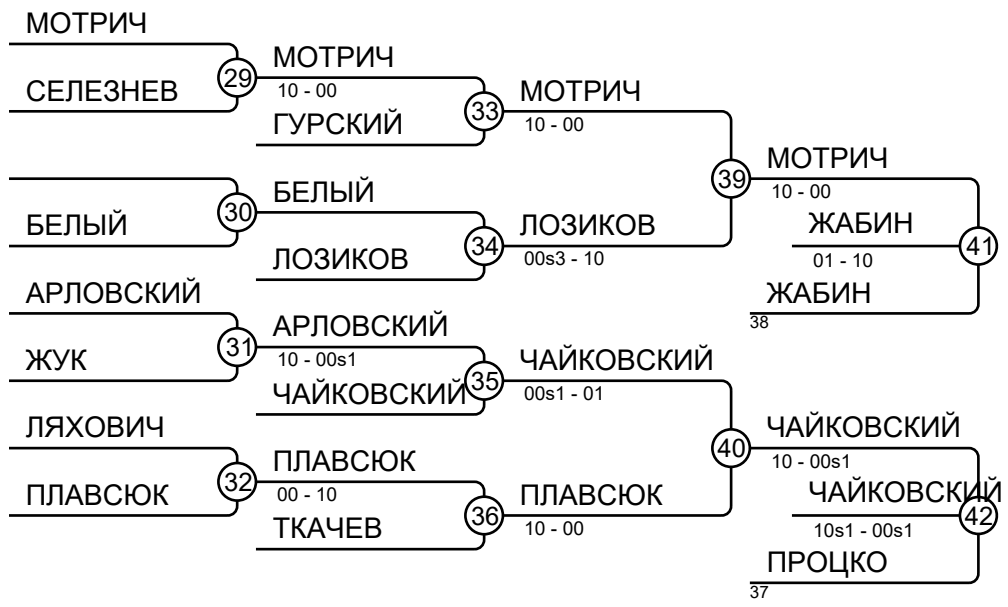 МОТРИЧ
СЕЛЕЗНЕВ
29
МОТРИЧ
10 - 00
ГУРСКИЙ
33
МОТРИЧ
10 - 00
39
МОТРИЧ
10 - 00
ЖАБИН
01 - 10
41
ЖАБИН
38
БЕЛЫЙ
30
БЕЛЫЙ
ЛОЗИКОВ
34
ЛОЗИКОВ
00s3 - 10
АРЛОВСКИЙ
ЖУК
31
АРЛОВСКИЙ
10 - 00s1
ЧАЙКОВСКИЙ
35
ЧАЙКОВСКИЙ
00s1 - 01
40
ЧАЙКОВСКИЙ
10 - 00s1
ЧАЙКОВСКИЙ
10s1 - 00s1
42
ПРОЦКО
37
ЛЯХОВИЧ
ПЛАВСЮК
32
ПЛАВСЮК
00 - 10
ТКАЧЕВ
36
ПЛАВСЮК
10 - 00